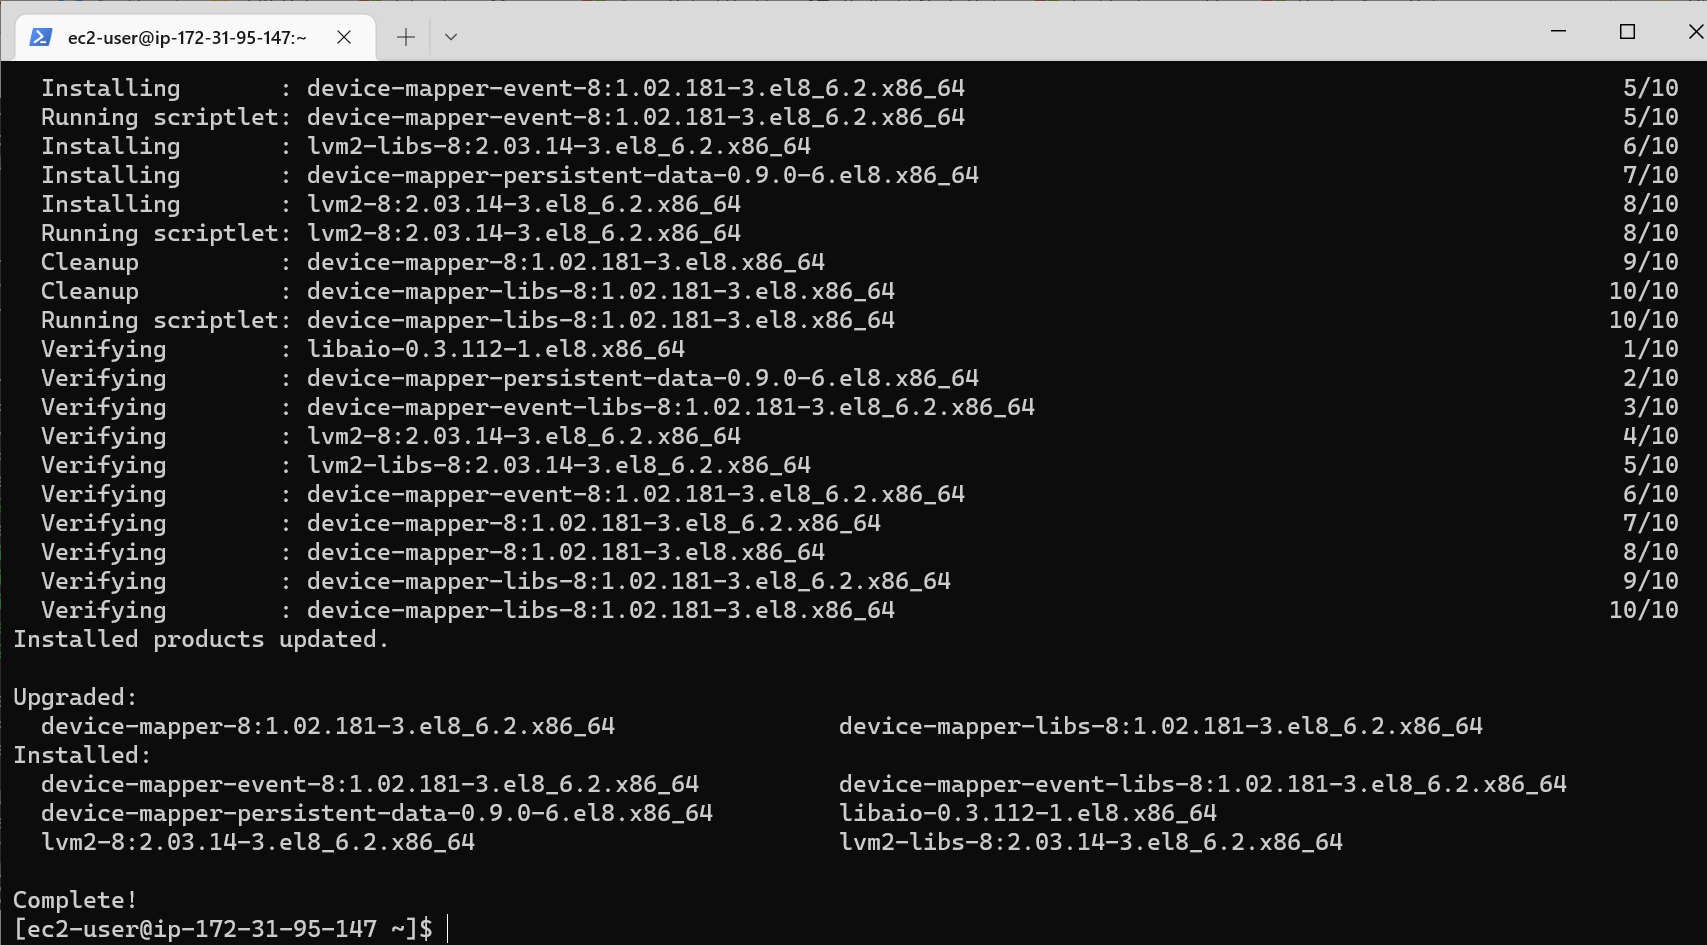 ec2-user@ip-172-31-95-147:~
Installing : device-mapper-event-8:1.02.181-3.el8_6.2.x86_64 5/10
Running scriptlet: device-mapper-event-8:1.02.181-3.el8_6.2.x86_64 5/10
Installing : lvm2-libs-8:2.03.14-3.el8_6.2.x86_64 6/10
Installing : device-mapper-persistent-data-0.9.0-6.el8.x86_64 7/10
Installing : lvm2-8:2.03.14-3.el8_6.2.x86_64 8/10
Running scriptlet: lvm2-8:2.03.14-3.el8_6.2.x86_64 8/10
Cleanup : device-mapper-8:1.02.181-3.el8.x86_64 9/10
Cleanup : device-mapper-libs-8:1.02.181-3.el8.x86_64 10/10
Running scriptlet: device-mapper-libs-8:1.02.181-3.el8.x86_64 10/10
Verifying : libaio-0.3.112-1.el8.x86_64 1/10
Verifying : device-mapper-persistent-data-0.9.0-6.el8.x86_64 2/10
Verifying : device-mapper-event-libs-8:1.02.181-3.el8_6.2.x86_64 3/10
Verifying : lvm2-8:2.03.14-3.el8_6.2.x86_64 4/10
Verifying : lvm2-libs-8:2.03.14-3.el8_6.2.x86_64 5/10
Verifying : device-mapper-event-8:1.02.181-3.el8_6.2.x86_64 6/10
Verifying : device-mapper-8:1.02.181-3.el8_6.2.x86_64 7/10
Verifying : device-mapper-8:1.02.181-3.el8.x86_64 8/10
Verifying : device-mapper-libs-8:1.02.181-3.el8_6.2.x86_64 9/10
Verifying : device-mapper-libs-8:1.02.181-3.el8.x86_64 10/10
Installed products updated.
Upgraded:
device-mapper-8:1.02.181-3.el8_6.2.x86_64 device-mapper-libs-8:1.02.181-3.el8_6.2.x86_64
Installed:
device-mapper-event-8:1.02.181-3.el8_6.2.x86_64 device-mapper-event-libs-8:1.02.181-3.el8_6.2.x86_64
device-mapper-persistent-data-0.9.0-6.el8.x86_64 libaio-0.3.112-1.el8.x86_64
lvm2-8:2.03.14-3.el8_6.2.x86_64 lvm2-libs-8:2.03.14-3.el8_6.2.x86_64
Complete!
[ec2-user@ip-172-31-95-147 ~]$